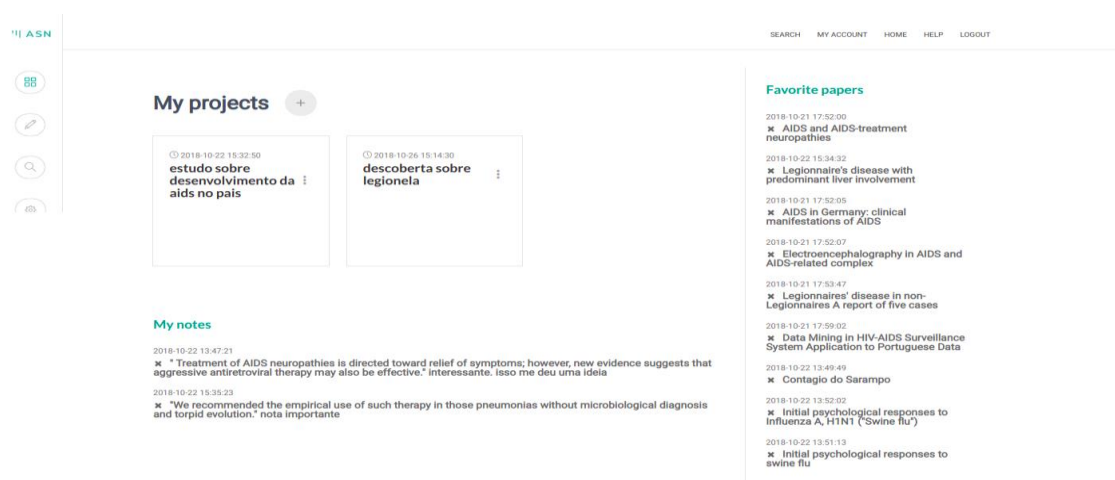 ASN
SEARCH MY ACCOUNT HOME HELP LOGOUT
My projects +
2018-10-22 15:32:50
estudo sobre
desenvolvimento da
aids no pais
2018-10-26 15:14:30
descoberta sobre
legionela
My notes
2018-10-22 13:47:21
" Treatment of AIDS neuropathies is directed toward relief of symptoms; however, new evidence suggests that
aggressive antiretroviral therapy may also be effective." interessante. isso me deu uma ideia
2018-10-22 15:35:23
"We recommended the empirical use of such therapy in those pneumonias without microbiological diagnosis
and torpid evolution." nota importante
Favorite papers
2018-10-21 17:52:00
AIDS and AIDS-treatment
neuropathies
2018-10-22 15:34:32
Legionnaire's disease with
predominant liver involvement
2018-10-21 17:52:05
AIDS in Germany: clinical
manifestations of AIDS
2018-10-21 17:52:07
Electroencephalography in AIDS and
AIDS-related complex
2018-10-21 17:53:47
Legionnaires' disease in non-
Legionnaires A report of five cases
2018-10-21 17:59:02
Data Mining in HIV-AIDS Surveillance
System Application to Portuguese Data
2018-10-22 13:49:49
Contagio do Sarampo
2018-10-22 13:52:02
Initial psychological responses to
Influenza A, H1N1 ("Swine flu")
2018-10-22 13:51:13
Initial psychological responses to
swine flu